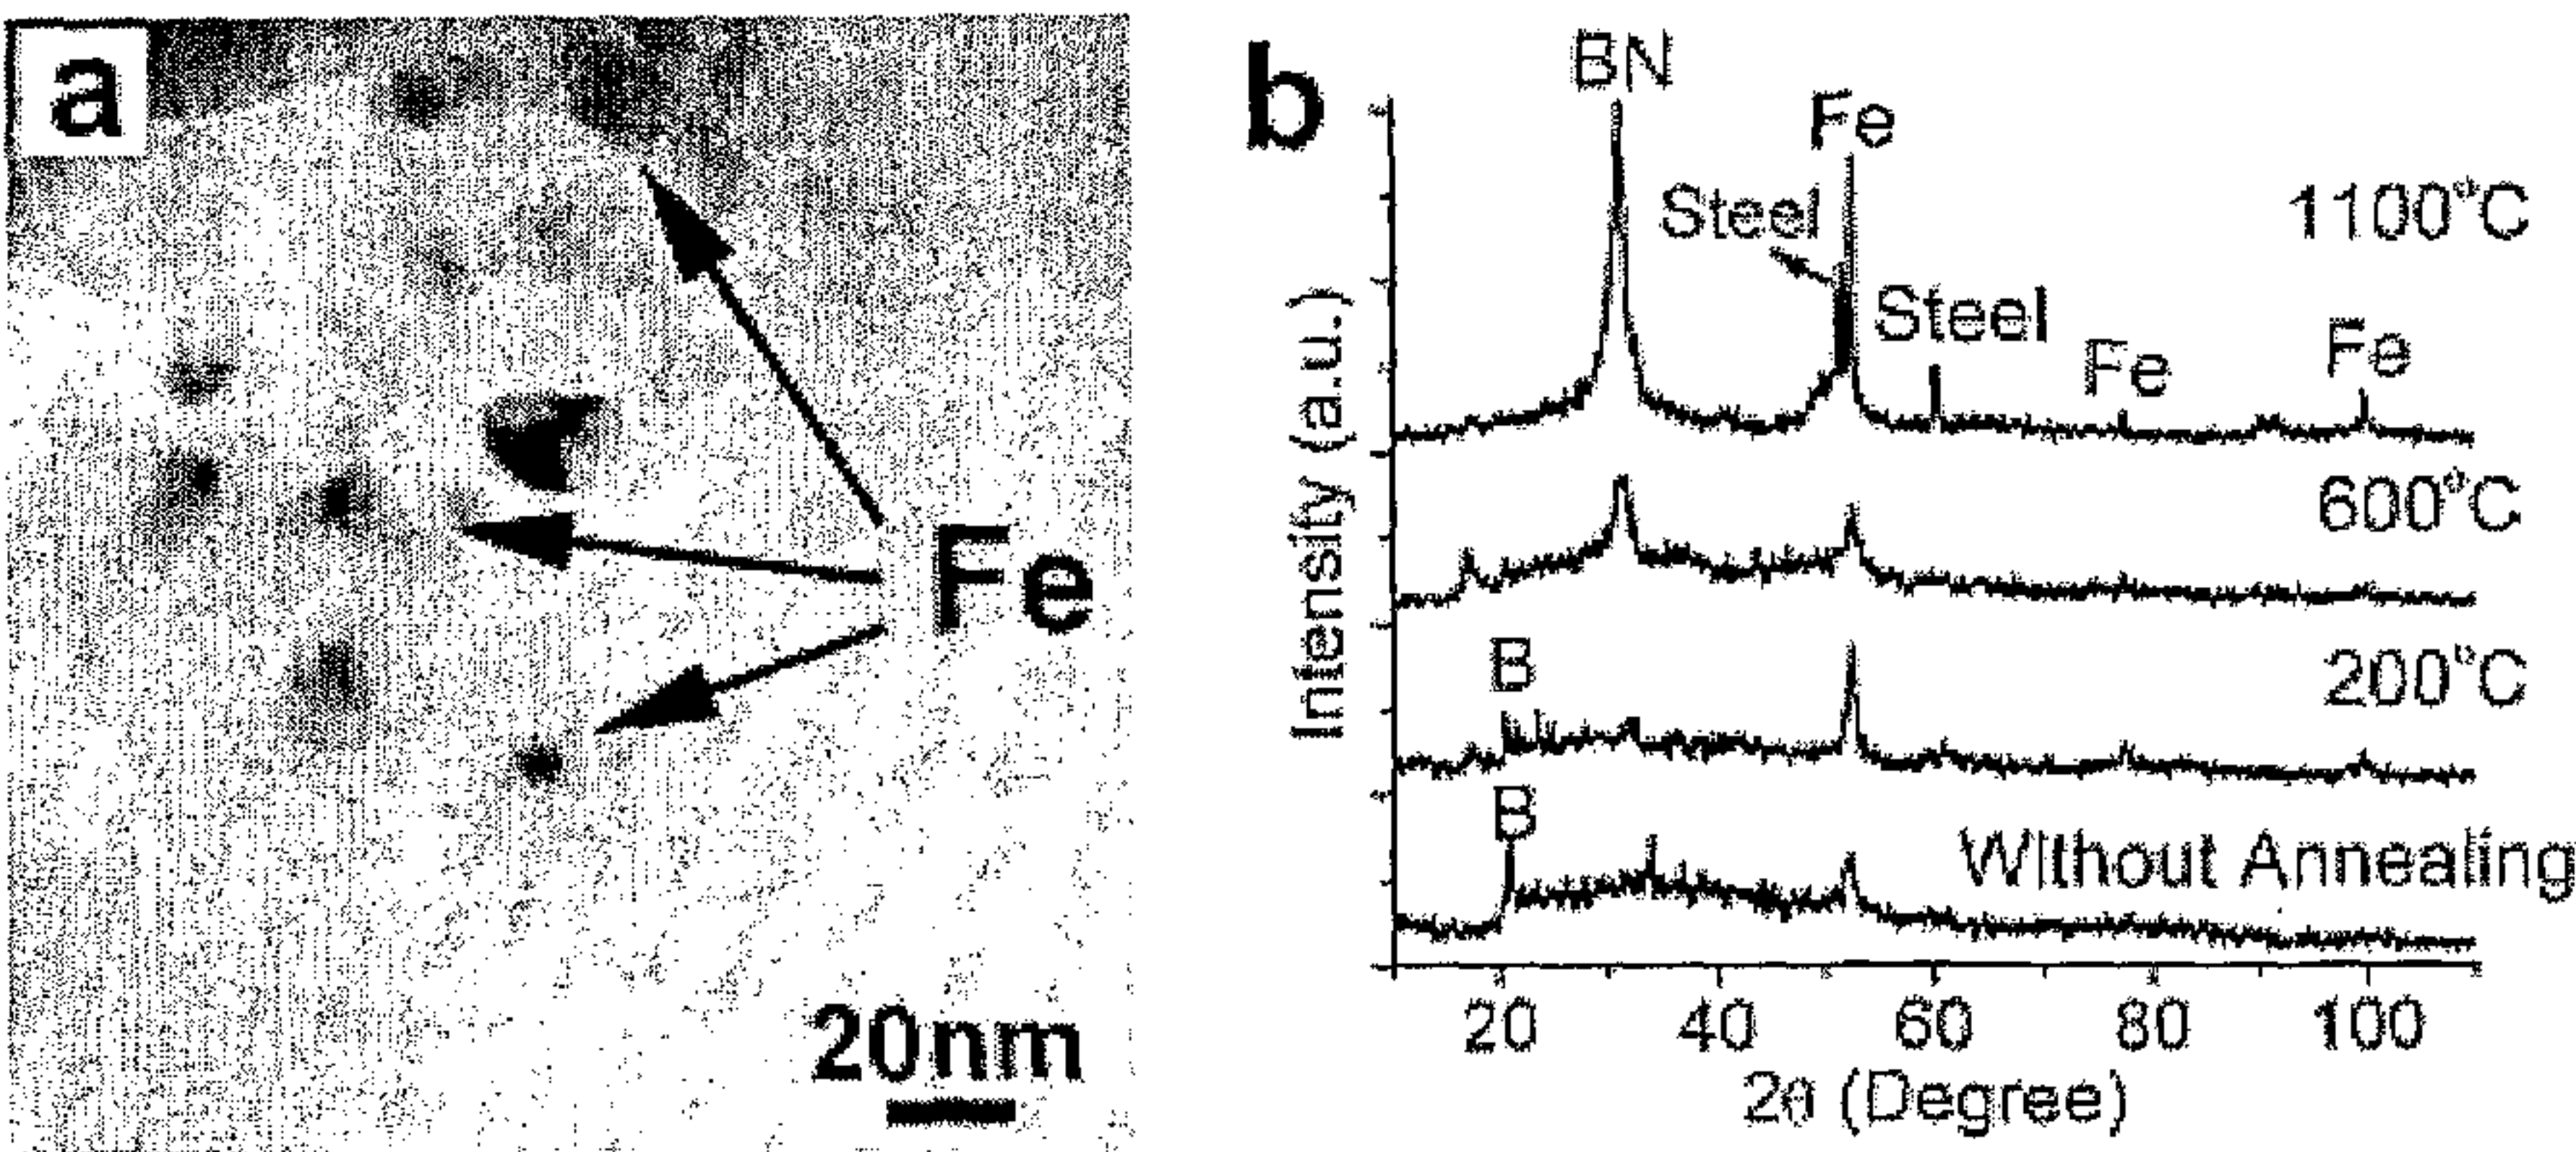 a
Fe
20nm
b
BN
Fe
Steel
Steel
Fe
Fe
1100°C
600°C
B
200°C
B
Without Annealing
Intensity (a.u.)
20 40 60 80 100
2θ (Degree)